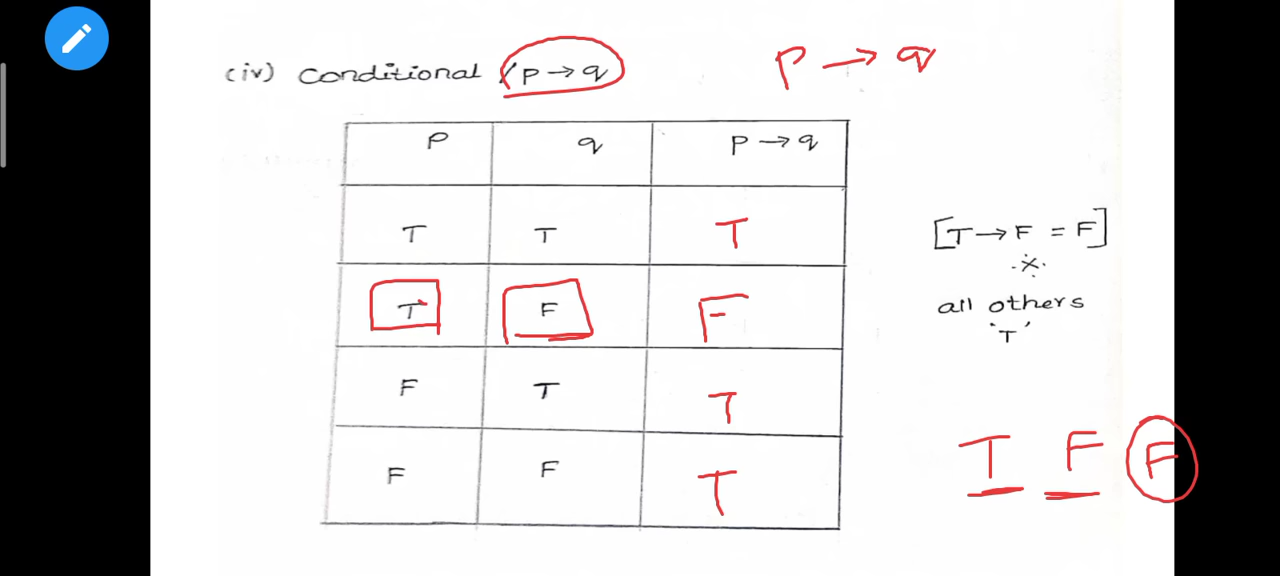 (iv) Conditional / P → q
P → q
P q P → q
T T T
T F F
F T T
F F T
[T → F = F]
all others
'T'
T F F